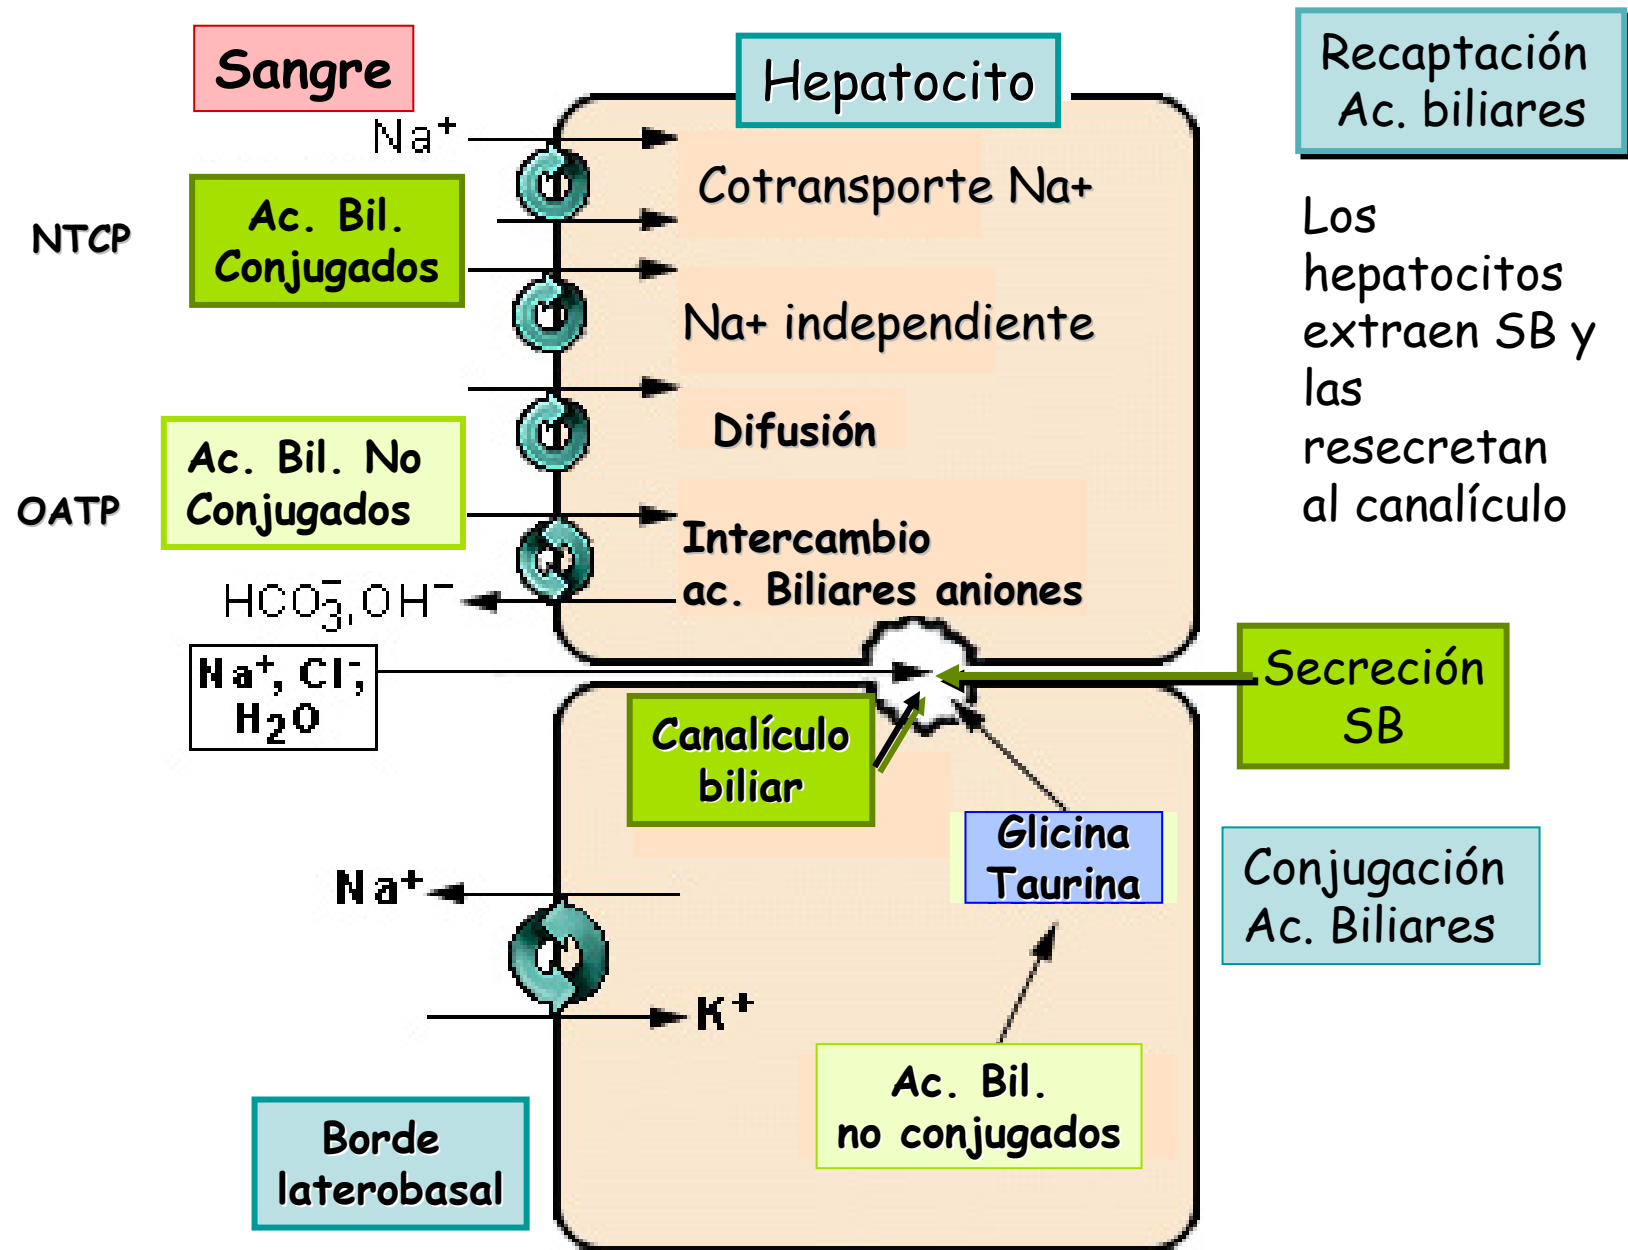 Sangre
Hepatocito
Recaptación
Ac. biliares
Na+
Cotransporte Na+
NTCP
Ac. Bil.
Conjugados
Los
hepatocitos
extraen SB y
las
resecretan
al canalículo
Na+ independiente
Difusión
OATP
Ac. Bil. No
Conjugados
Intercambio
ac. Biliares aniones
HCO3-, OH-
Na+, Cl-,
H2O
Secreción
SB
Canalículo
biliar
Glicina
Taurina
Conjugación
Ac. Biliares
Na+
K+
Ac. Bil.
no conjugados
Borde
laterobasal